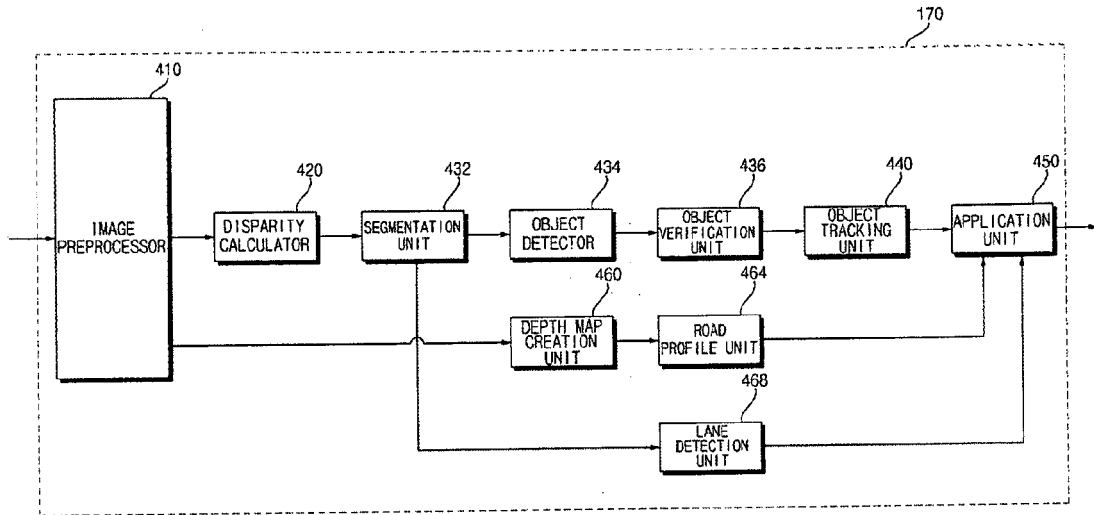 170
410
IMAGE
PREPROCESSOR
420
DISPARITY
CALCULATOR
432
SEGMENTATION
UNIT
434
OBJECT
DETECTOR
436
OBJECT
VERIFICATION
UNIT
440
OBJECT
TRACKING
UNIT
450
APPLICATION
UNIT
460
DEPTH MAP
CREATION
UNIT
464
ROAD
PROFILE UNIT
468
LANE
DETECTION
UNIT